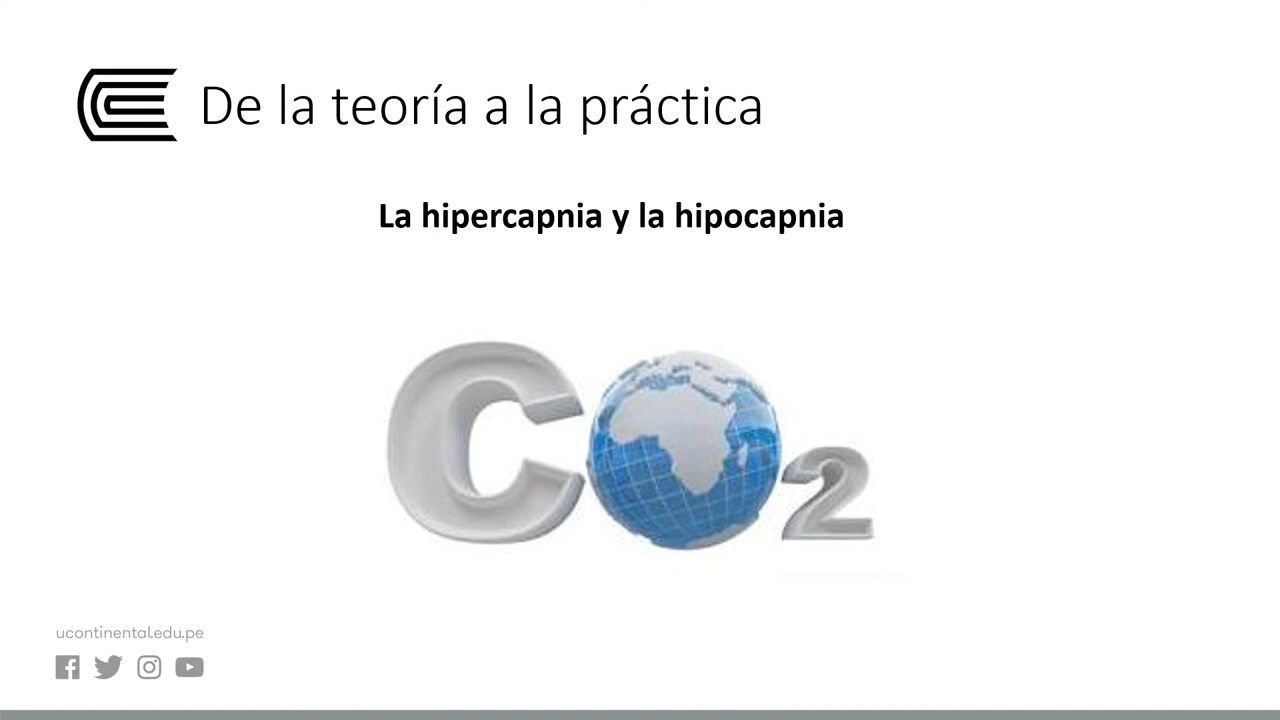 De la teoría a la práctica
La hipercapnia y la hipocapnia
CO2
ucontinental.edu.pe